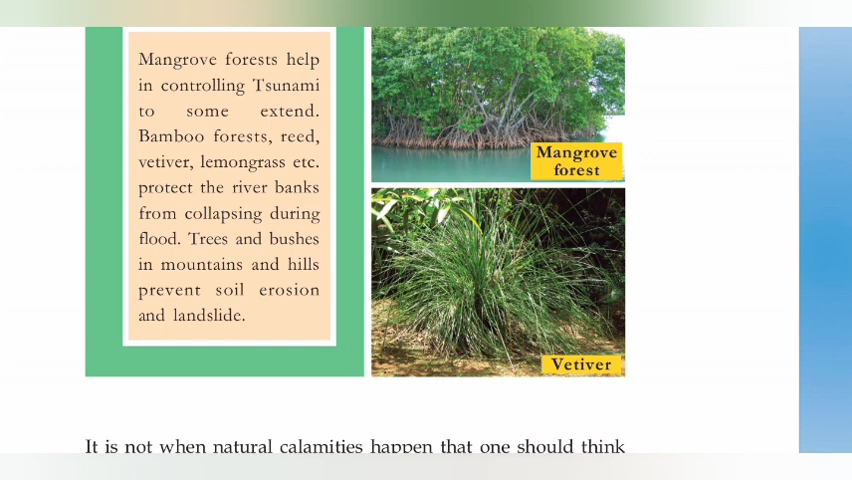 Mangrove forests help
in controlling Tsunami
to some extend.
Bamboo forests, reed,
vetiver, lemongrass etc.
protect the river banks
from collapsing during
flood. Trees and bushes
in mountains and hills
prevent soil erosion
and landslide.
Mangrove
forest
Vetiver
It is not when natural calamities happen that one should think